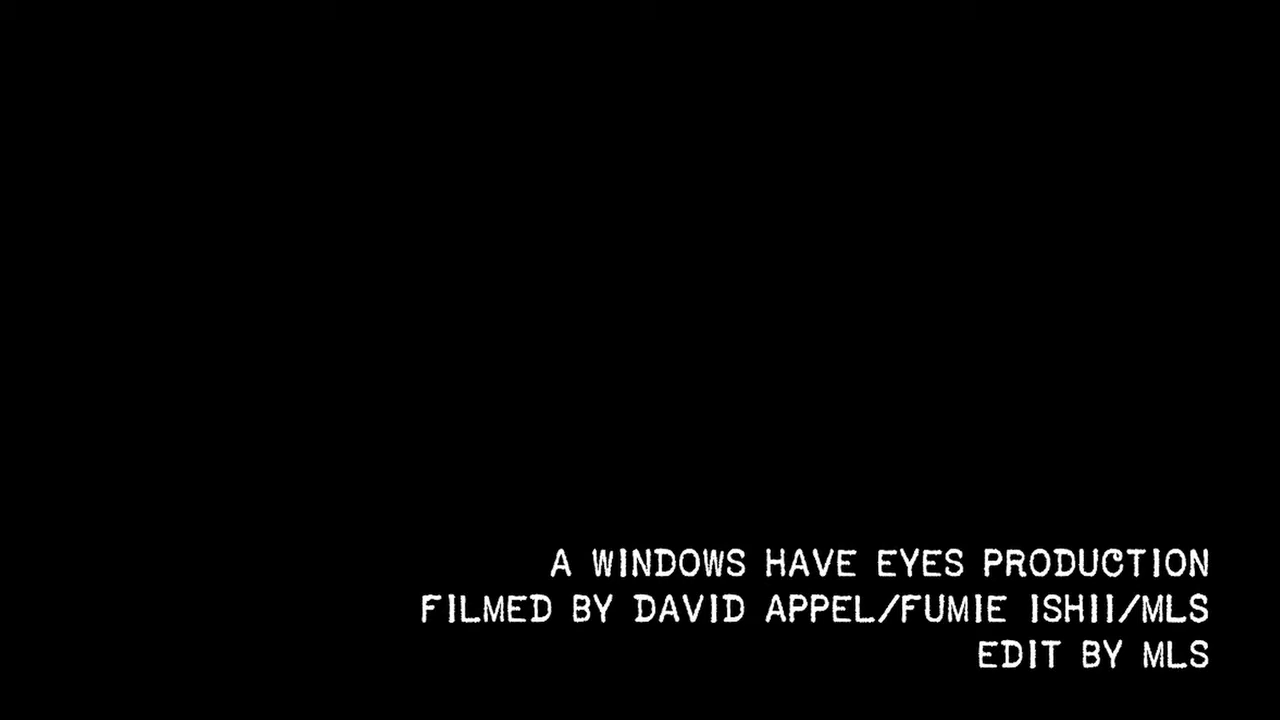 A WINDOWS HAVE EYES PRODUCTION
FILMED BY DAVID APPEL/FUMIE ISHII/MLS
EDIT BY MLS